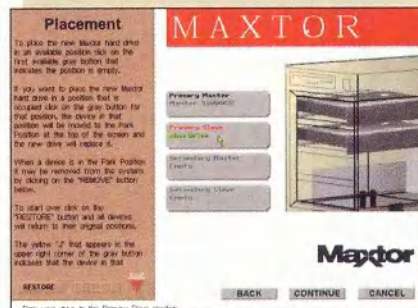 Placement
To place the new Maxtor hard drive
in an available position click on the
first available gray button that
indicates the position is empty.
If you want to place the new Maxtor
hard drive in a position that is
occupied click on the gray button for
that position, the device in that
position will be moved to the Park
Position at the top of the screen and
the new drive will replace it.
When a device is in the Park Position
it may be removed from the system
by clicking on the "REMOVE" button
below.
To start over click on the
"RESTORE" button and all devices
will return to their original positions.
The yellow "J" that appears in the
upper right corner of the gray button
indicates that the device in that
RESTORE
MAXTOR
Primary Master
Maxtor
Primary Slave
Secondary Master
Empty
Secondary Slave
Empty
Maxtor
BACK CONTINUE CANCEL